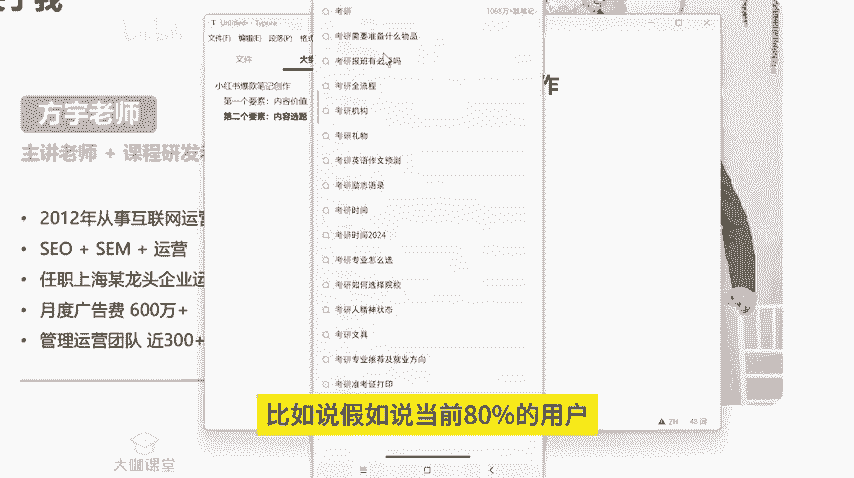 Untitled - Typora
文件(F) 编辑(E) 段落(P) 格式
文件
小红书爆款笔记创作
第一个要素：内容价值
第二个要素：内容选题
作
方宇老师
主讲老师 + 课程研发
• 2012年从事互联网运营
• SEO + SEM + 运营
• 任职上海某龙头企业运
• 月度广告费 600万+
• 管理运营团队 近300+
大咖课堂
考研
考研需要准备什么物品
考研报班有必要吗
考研全流程
考研机构
考研礼物
考研英语作文预测
考研励志语录
考研时间
考研时间2024
考研专业怎么选
考研如何选择院校
考研人精神状态
考研文具
考研专业推荐及就业方向
考研准考证打印
比如说假如说当前80%的用户